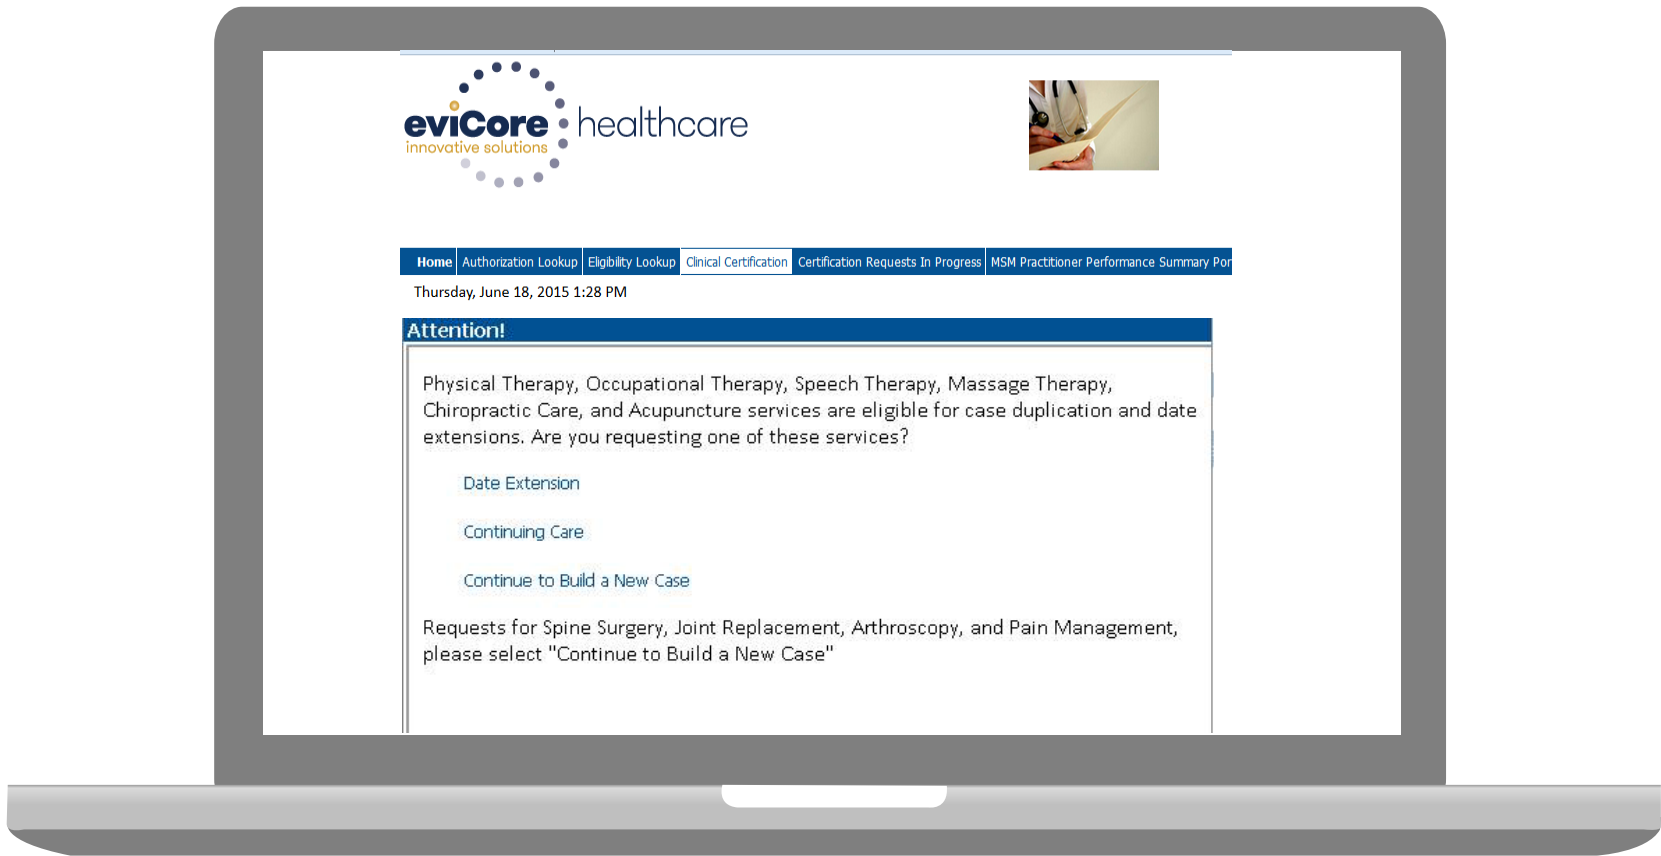 eviCore healthcare
innovative solutions
Home Authorization Lookup Eligibility Lookup Clinical Certification Certification Requests In Progress MSM Practitioner Performance Summary Por
Thursday, June 18, 2015 1:28 PM
Attention!
Physical Therapy, Occupational Therapy, Speech Therapy, Massage Therapy,
Chiropractic Care, and Acupuncture services are eligible for case duplication and date
extensions. Are you requesting one of these services?
Date Extension
Continuing Care
Continue to Build a New Case
Requests for Spine Surgery, Joint Replacement, Arthroscopy, and Pain Management,
please select "Continue to Build a New Case"